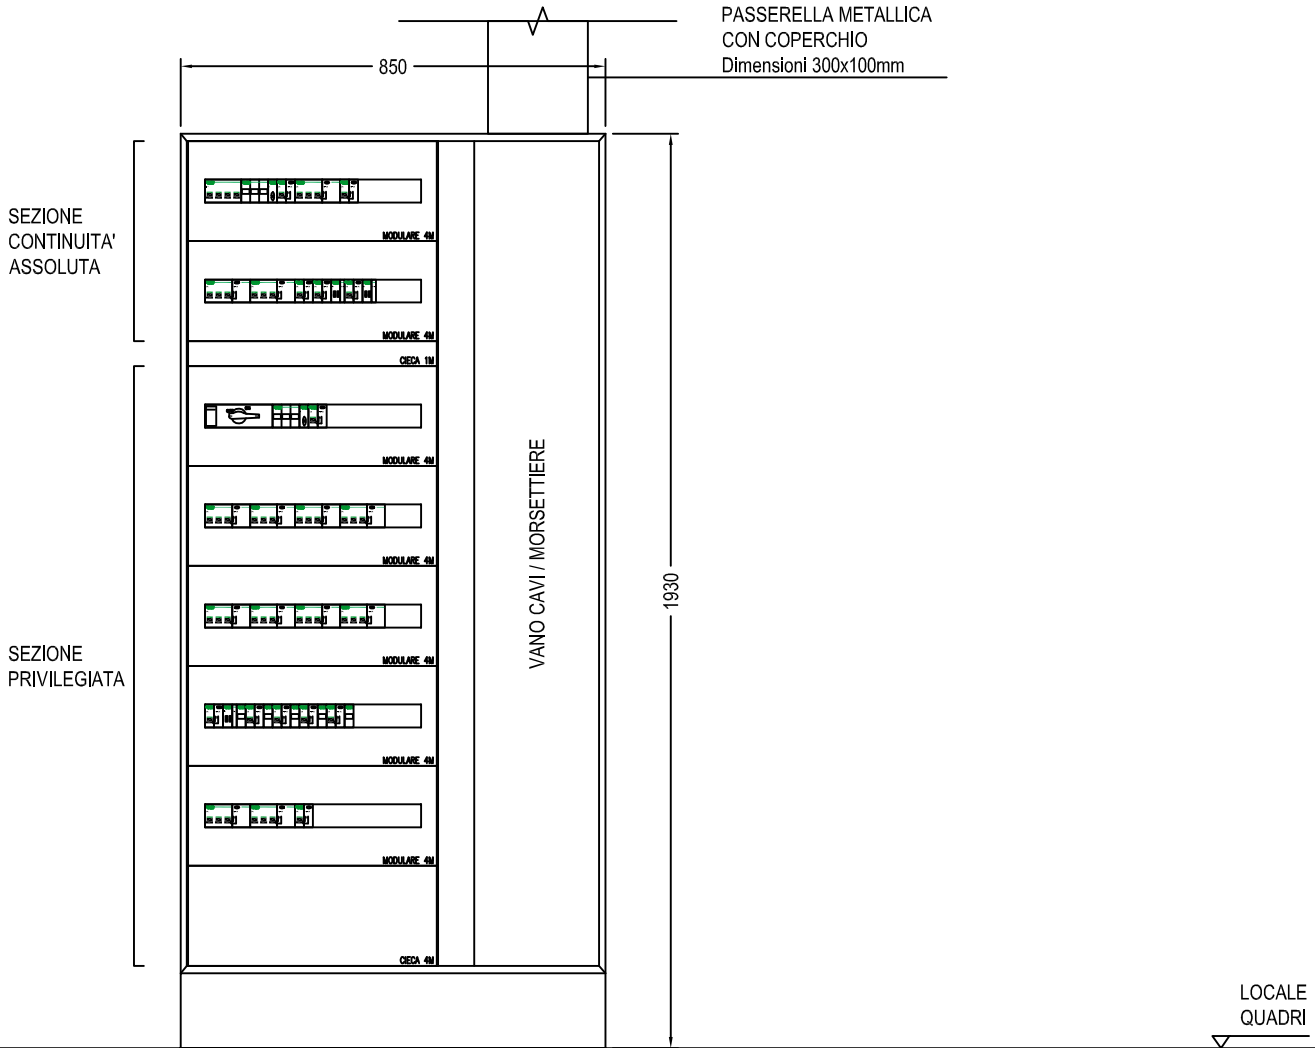 PASSERELLA METALLICA
CON COPERCHIO
Dimensioni 300x100mm
850
SEZIONE
CONTINUITA'
ASSOLUTA
MODULARE 4M
MODULARE 4M
CIECA 1M
MODULARE 4M
MODULARE 4M
MODULARE 4M
MODULARE 4M
MODULARE 4M
CIECA 4M
SEZIONE
PRIVILEGIATA
VANO CAVI / MORSETTIERE
1930
LOCALE
QUADRI